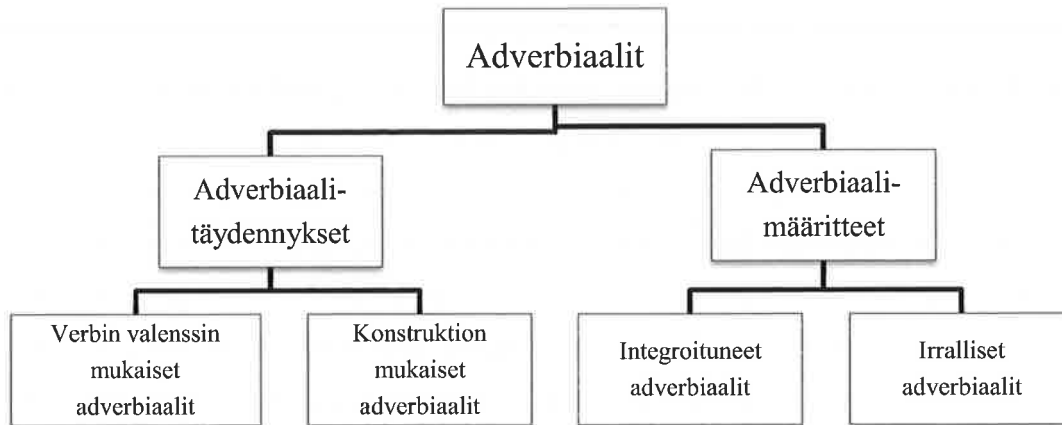 Adverbiaalit
Adverbiaali-
täydennykset
Adverbiaali-
määritteet
Verbin valenssin
mukaiset
adverbiaalit
Konstruktion
mukaiset
adverbiaalit
Integroituneet
adverbiaalit
Irralliset
adverbiaalit